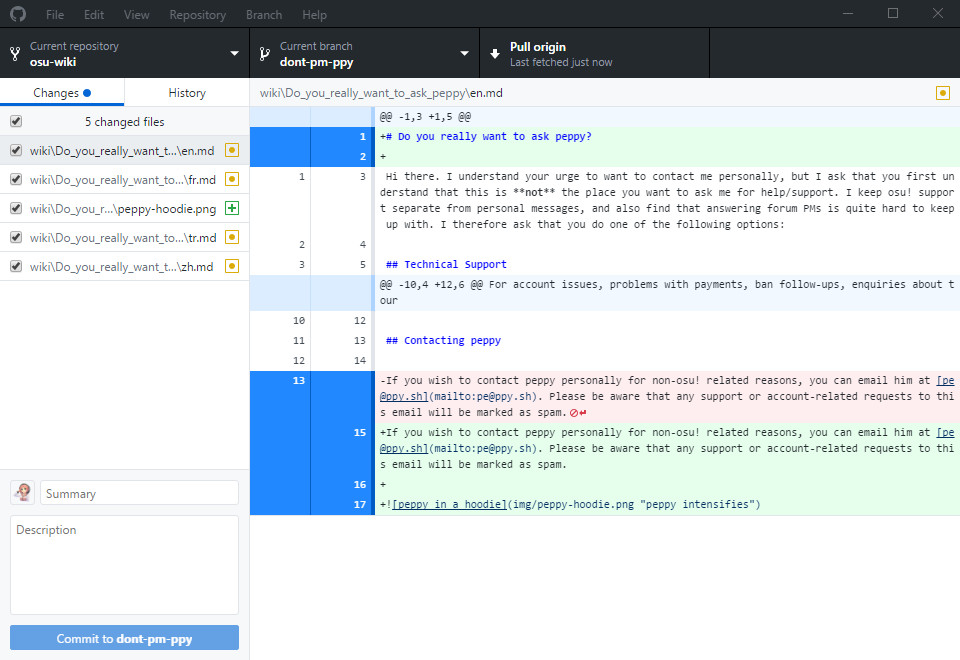 File Edit View Repository Branch Help
Current repository
osu-wiki
Current branch
dont-pm-ppy
Pull origin
Last fetched just now
Changes
History
wiki\Do_you_really_want_to_ask_peppy\en.md
5 changed files
wiki\Do_you_really_want_t...\en.md
wiki\Do_you_really_want_to...\fr.md
wiki\Do_you_r...\peppy-hoodie.png
wiki\Do_you_really_want_to...\tr.md
wiki\Do_you_really_want_t...\zh.md
@@ -1,3 +1,5 @@
1 +# Do you really want to ask peppy?
2 +
1 3 Hi there. I understand your urge to want to contact me personally, but I ask that you first un
derstand that this is **not** the place you want to ask me for help/support. I keep osu! suppor
t separate from personal messages, and also find that answering forum PMs is quite hard to keep
up with. I therefore ask that you do one of the following options:
2 4
3 5 ## Technical Support
@@ -10,4 +12,6 @@ For account issues, problems with payments, ban follow-ups, enquiries about t
our
10 12
11 13 ## Contacting peppy
12 14
13 -If you wish to contact peppy personally for non-osu! related reasons, you can email him at [pe
@ppy.sh](mailto:pe@ppy.sh). Please be aware that any support or account-related requests to thi
s email will be marked as spam.
15 +If you wish to contact peppy personally for non-osu! related reasons, you can email him at [pe
@ppy.sh](mailto:pe@ppy.sh). Please be aware that any support or account-related requests to thi
s email will be marked as spam.
16 +
17 +![peppy in a hoodie](img/peppy-hoodie.png "peppy intensifies")
Summary
Description
Commit to dont-pm-ppy